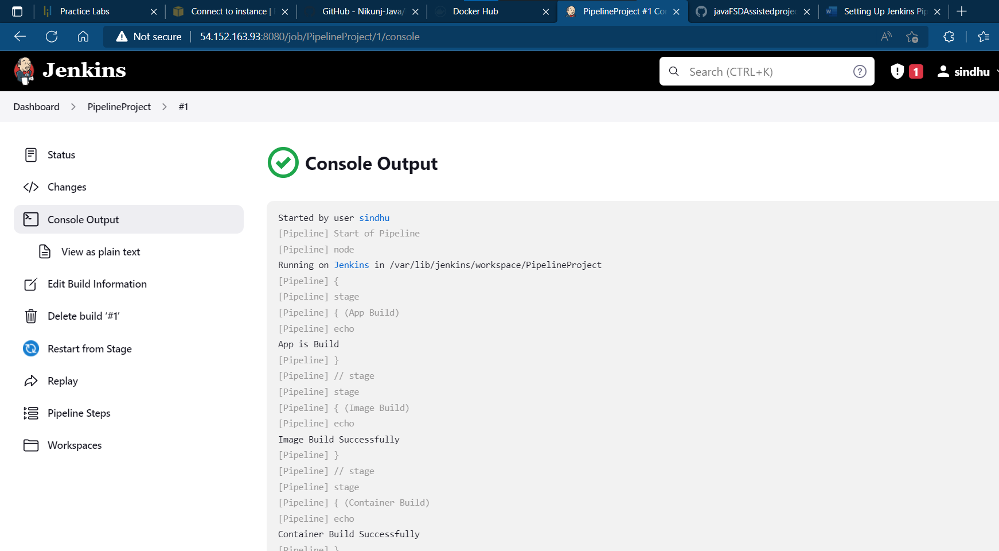 Practice Labs
Connect to instance |
GitHub - Nikunj-Java/
Docker Hub
PipelineProject #1 Co
javaFSDAssistedproje
Setting Up Jenkins Pip
Not secure
54.152.163.93:8080/job/PipelineProject/1/console
Jenkins
Search (CTRL+K)
1
sindhu
Dashboard > PipelineProject > #1
Status
Changes
Console Output
View as plain text
Edit Build Information
Delete build ‘#1’
Restart from Stage
Replay
Pipeline Steps
Workspaces
Console Output
Started by user sindhu
[Pipeline] Start of Pipeline
[Pipeline] node
Running on Jenkins in /var/lib/jenkins/workspace/PipelineProject
[Pipeline] {
[Pipeline] stage
[Pipeline] { (App Build)
[Pipeline] echo
App is Build
[Pipeline] }
[Pipeline] // stage
[Pipeline] stage
[Pipeline] { (Image Build)
[Pipeline] echo
Image Build Successfully
[Pipeline] }
[Pipeline] // stage
[Pipeline] stage
[Pipeline] { (Container Build)
[Pipeline] echo
Container Build Successfully
[Pipeline] }